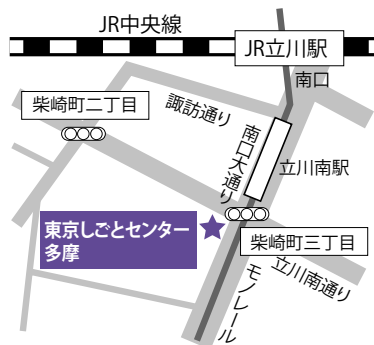 JR中央線
JR立川駅
南口
柴崎町二丁目
諏訪通り
南口大通り
立川南駅
東京しごとセンター
多摩
柴崎町三丁目
立川南通り
モノレール